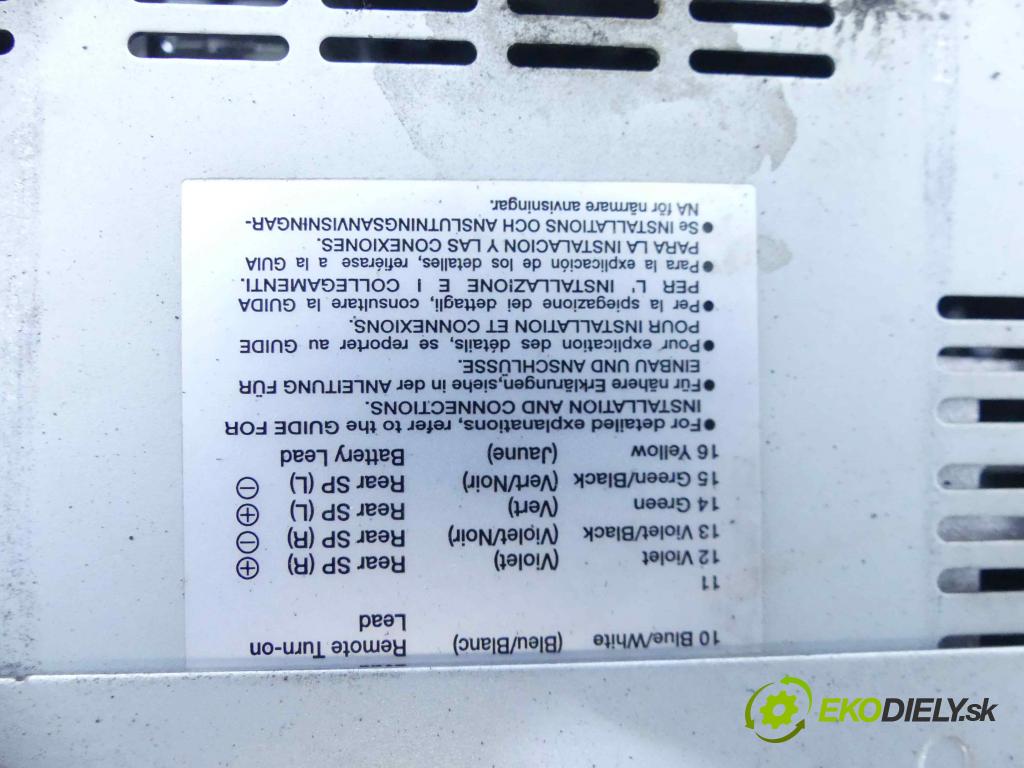 10 Blue/White (Bleu/Blanc) Remote Turn-on
Lead
11
12 Violet (Violet) Rear SP (R) ⊕
13 Violet/Black (Violet/Noir) Rear SP (R) ⊖
14 Green (Vert) Rear SP (L) ⊕
15 Green/Black (Vert/Noir) Rear SP (L) ⊖
16 Yellow (Jaune) Battery Lead
●For detailed explanations, refer to the GUIDE FOR
INSTALLATION AND CONNECTIONS.
●Für nähere Erklärungen,siehe in der ANLEITUNG FÜR
EINBAU UND ANSCHLÜSSE.
●Pour explication des détails, se reporter au GUIDE
POUR INSTALLATION ET CONNEXIONS.
●Per la spiegazione dei dettagli, consultare la GUIDA
PER L' INSTALLAZIONE E I COLLEGAMENTI.
●Para la explicación de los detalles, refiérase a la GUIA
PARA LA INSTALACION Y LAS CONEXIONES.
●Se INSTALLATIONS OCH ANSLUTNINGSANVISNINGAR-
NA för närmare anvisningar.
EKODIELY.sk